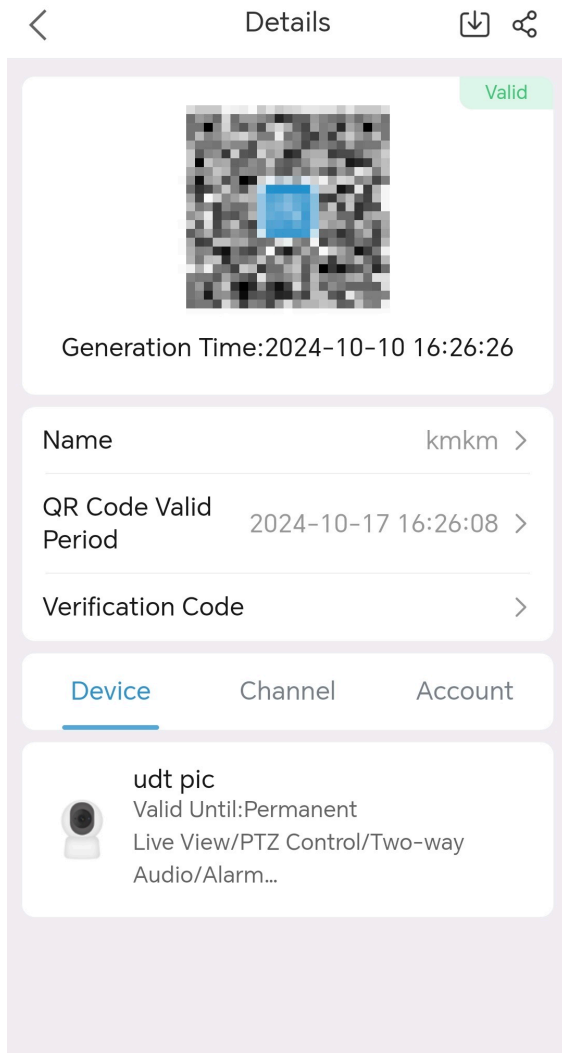 Details
Valid
Generation Time:2024-10-10 16:26:26
Name
kmkm
QR Code Valid
Period
2024-10-17 16:26:08
Verification Code
Device
Channel
Account
udt pic
Valid Until:Permanent
Live View/PTZ Control/Two-way
Audio/Alarm...